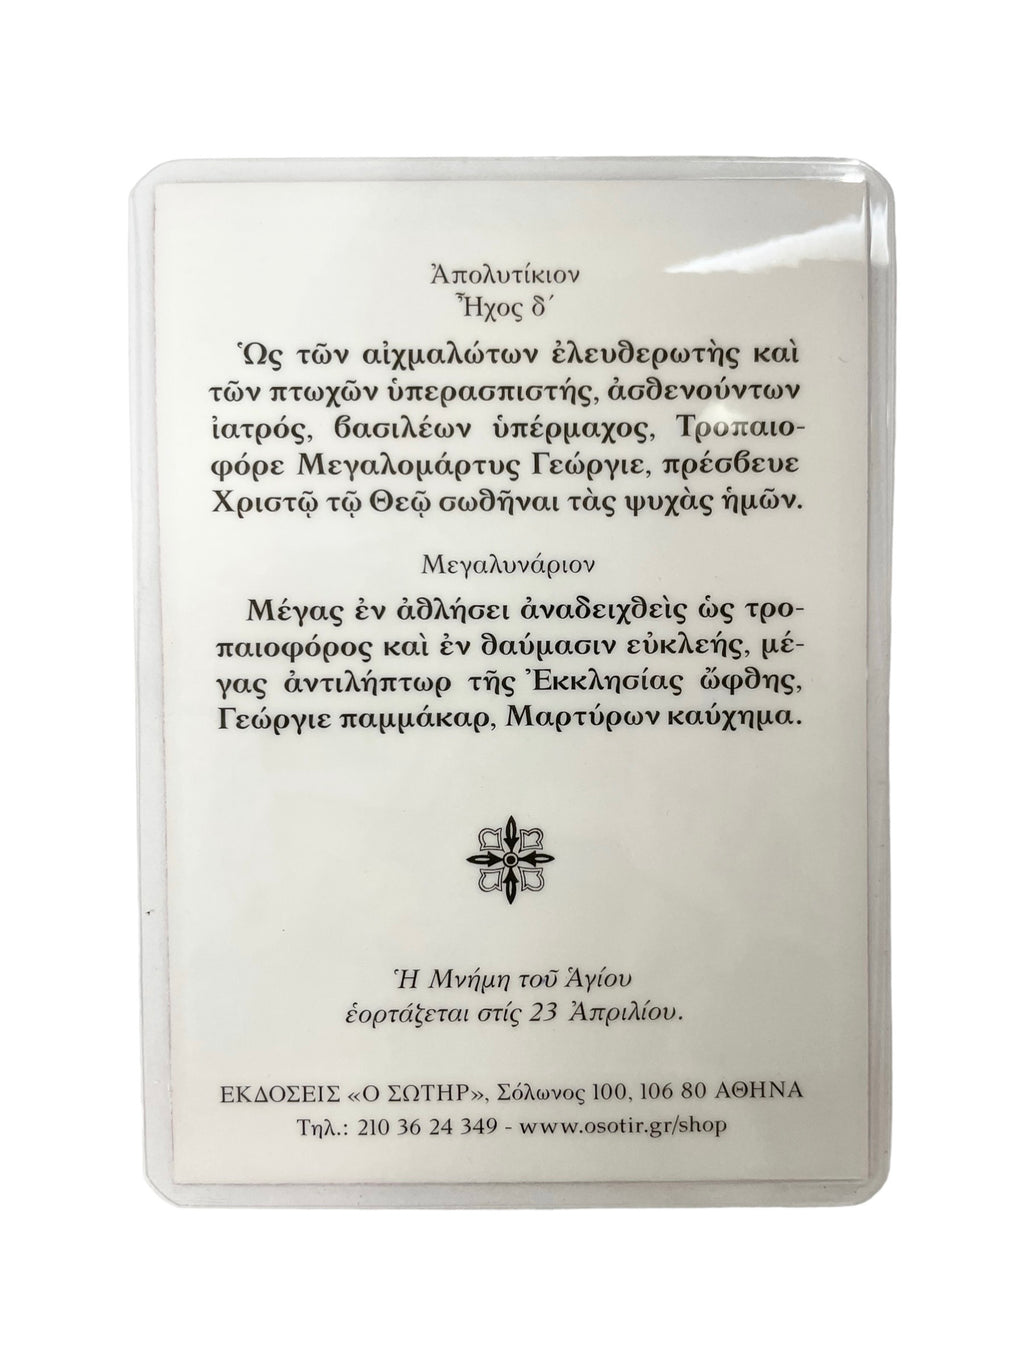 Ἀπολυτίκιον
Ἦχος δ´
Ὡς τῶν αἰχμαλώτων ἐλευθερωτὴς καὶ
τῶν πτωχῶν ὑπερασπιστής, ἀσθενούντων
ἰατρός, βασιλέων ὑπέρμαχος, Τροπαιο-
φόρε Μεγαλομάρτυς Γεώργιε, πρέσβευε
Χριστῷ τῷ Θεῷ σωθῆναι τὰς ψυχὰς ἡμῶν.
Μεγαλυνάριον
Μέγας ἐν ἀθλήσει ἀναδειχθεὶς ὡς τρο-
παιοφόρος καὶ ἐν θαύμασιν εὐκλεής, μέ-
γας ἀντιλήπτωρ τῆς Ἐκκλησίας ὤφθης,
Γεώργιε παμμάκαρ, Μαρτύρων καύχημα.
Ἡ Μνήμη τοῦ Ἁγίου
ἑορτάζεται στίς 23 Ἀπριλίου.
ΕΚΔΟΣΕΙΣ «Ο ΣΩΤΗΡ», Σόλωνος 100, 106 80 ΑΘΗΝΑ
Τηλ.: 210 36 24 349 - www.osotir.gr/shop